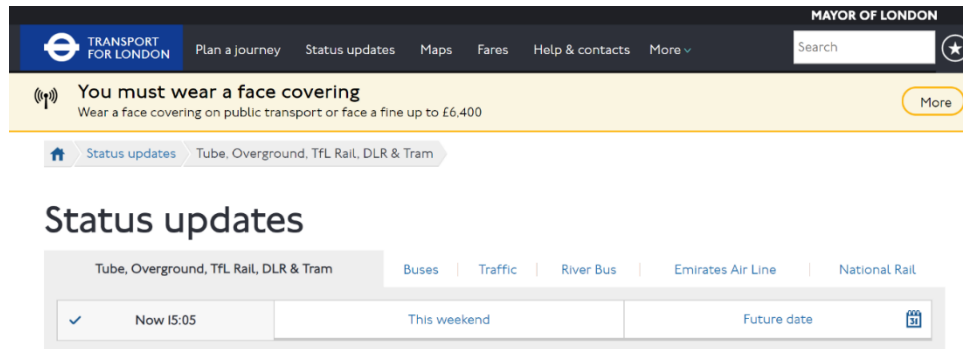 MAYOR OF LONDON
TRANSPORT
FOR LONDON
Plan a journey Status updates Maps Fares Help & contacts More Search
You must wear a face covering
Wear a face covering on public transport or face a fine up to £6,400
More
Status updates Tube, Overground, TfL Rail, DLR & Tram
Status updates
Tube, Overground, TfL Rail, DLR & Tram Buses Traffic River Bus Emirates Air Line National Rail
Now 15:05 This weekend Future date 31